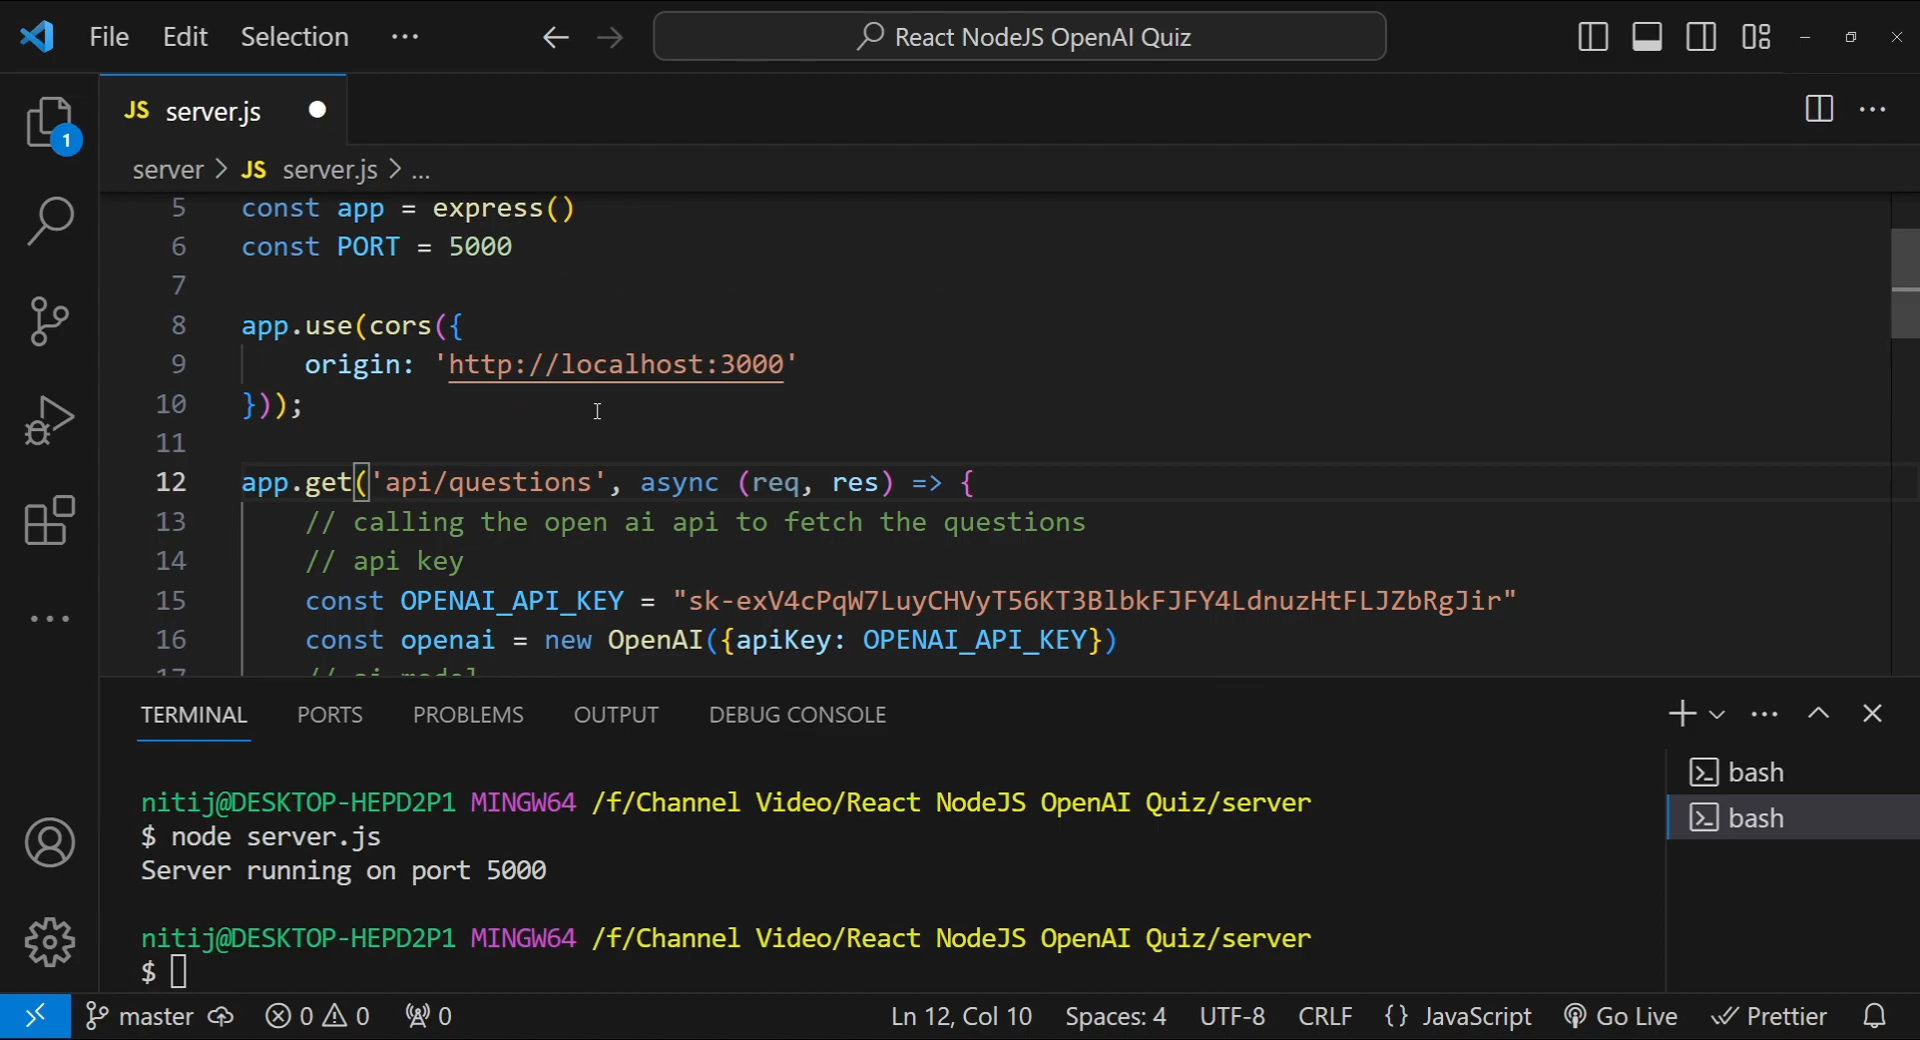 File Edit Selection ··· React NodeJS OpenAI Quiz
1
JS server.js
server > JS server.js > ...
5 const app = express()
6 const PORT = 5000
7
8 app.use(cors({
9 origin: 'http://localhost:3000'
10 }));
11
12 app.get('api/questions', async (req, res) => {
13 // calling the open ai api to fetch the questions
14 // api key
15 const OPENAI_API_KEY = "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"
16 const openai = new OpenAI({apiKey: OPENAI_API_KEY})
17 // ai model
TERMINAL PORTS PROBLEMS OUTPUT DEBUG CONSOLE
bash
bash
nitij@DESKTOP-HEPD2P1 MINGW64 /f/Channel Video/React NodeJS OpenAI Quiz/server
$ node server.js
Server running on port 5000
nitij@DESKTOP-HEPD2P1 MINGW64 /f/Channel Video/React NodeJS OpenAI Quiz/server
$
master 0 0 0 Ln 12, Col 10 Spaces: 4 UTF-8 CRLF {} JavaScript Go Live Prettier